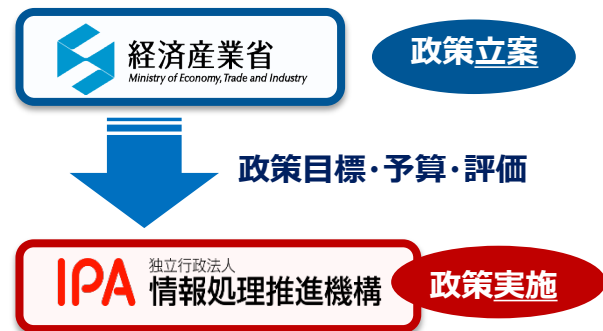 経済産業省
Ministry of Economy, Trade and Industry
政策立案
政策目標・予算・評価
IPA
独立行政法人
情報処理推進機構
政策実施